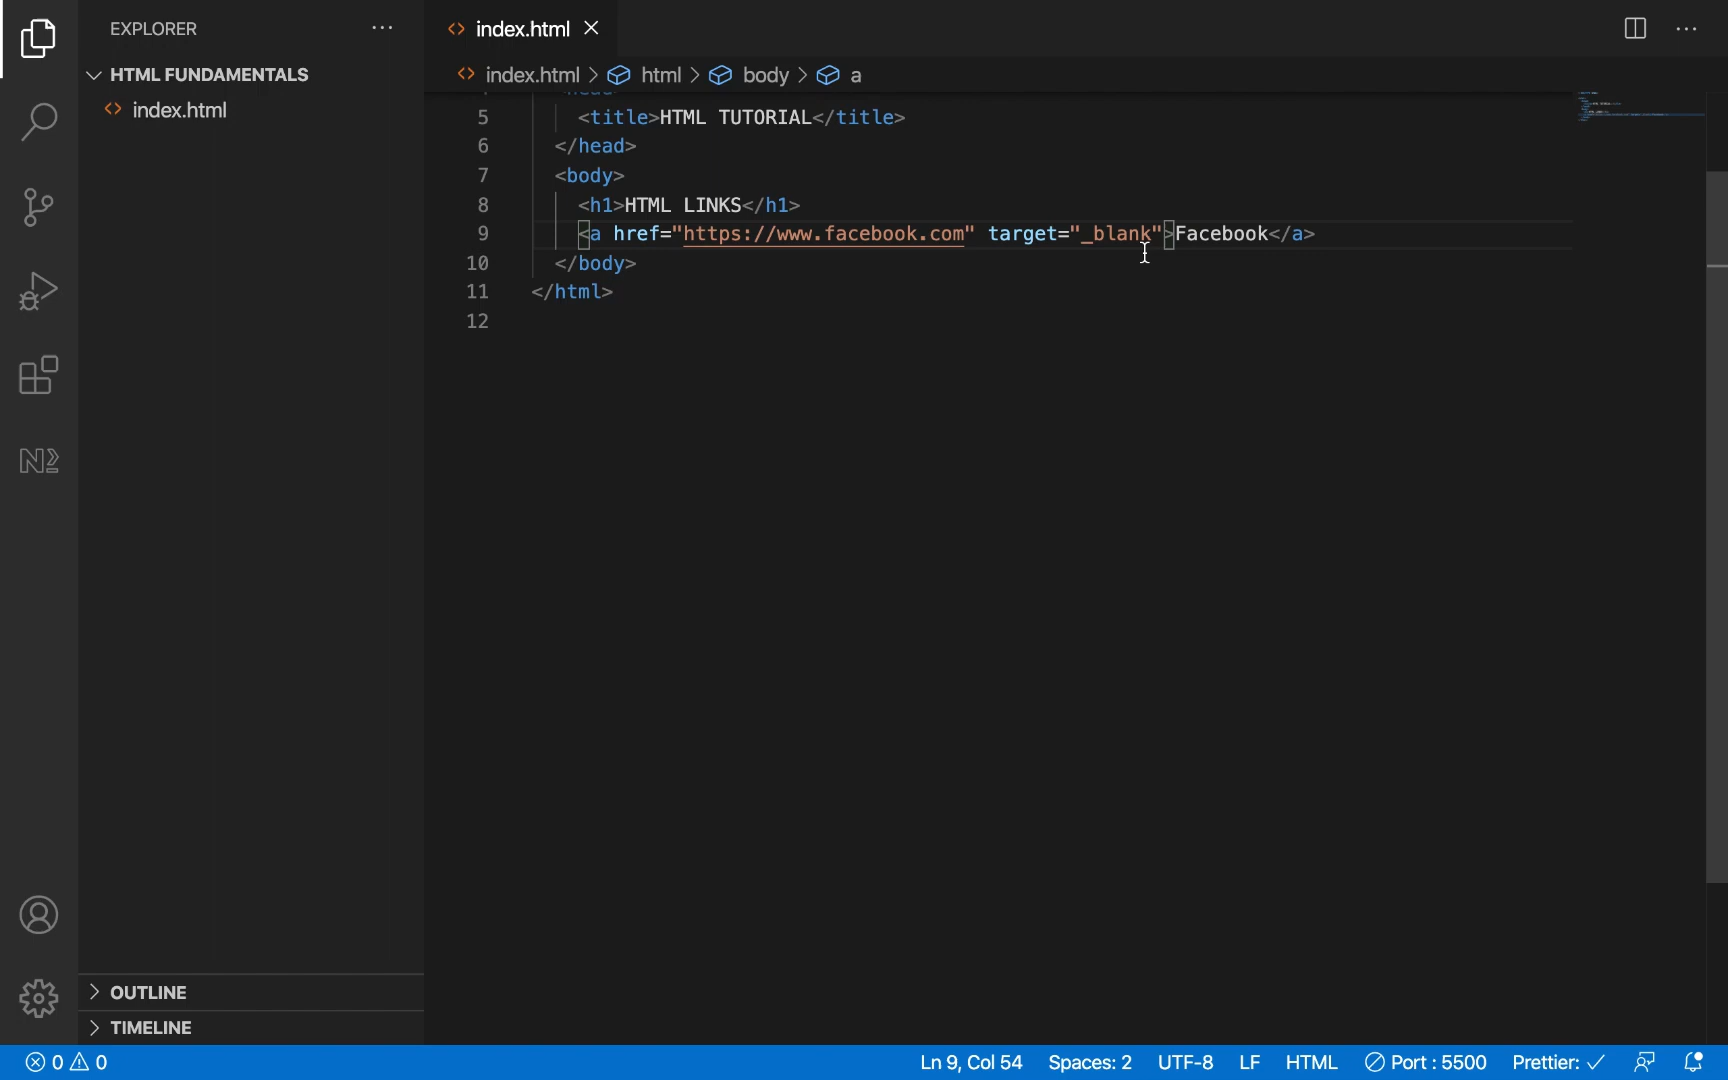 EXPLORER
HTML FUNDAMENTALS
index.html
index.html
index.html > html > body > a
5 <title>HTML TUTORIAL</title>
6 </head>
7 <body>
8 <h1>HTML LINKS</h1>
9 <a href="https://www.facebook.com" target="_blank">Facebook</a>
10 </body>
11 </html>
12
OUTLINE
TIMELINE
0 0 Ln 9, Col 54 Spaces: 2 UTF-8 LF HTML Port : 5500 Prettier: ✓